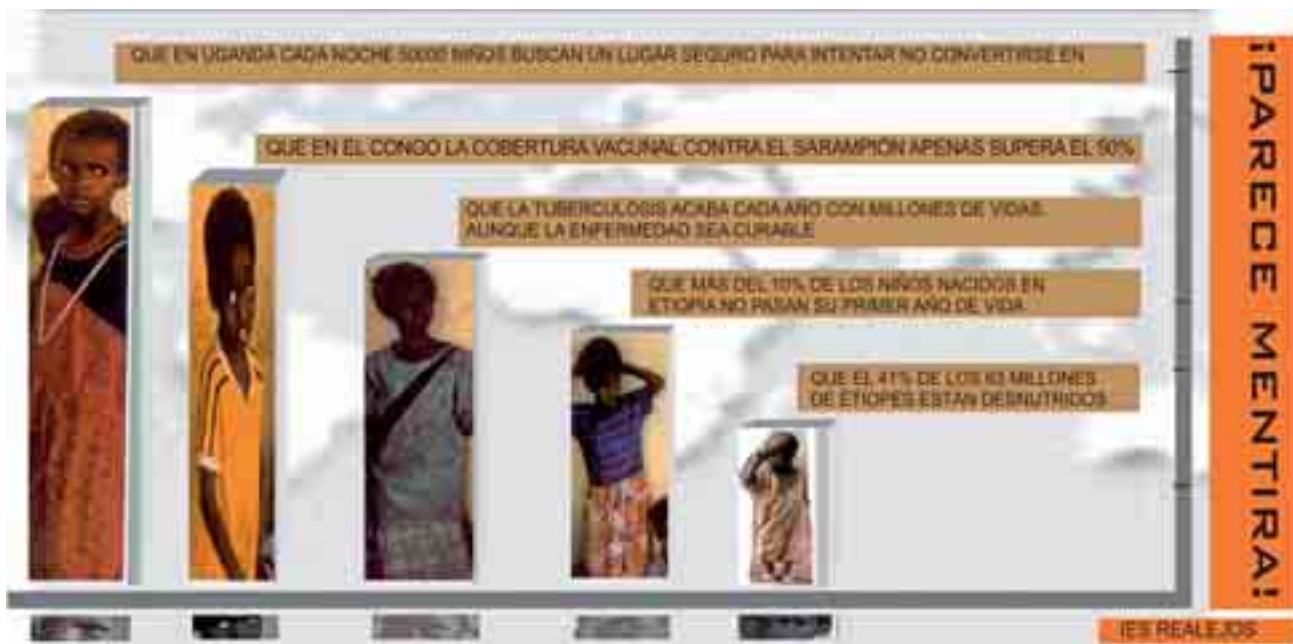 QUE EN UGANDA CADA NOCHE 50000 NIÑOS BUSCAN UN LUGAR SEGURO PARA INTENTAR NO CONVERTIRSE EN
QUE EN EL CONGO LA COBERTURA VACUNAL CONTRA EL SARAMPIÓN APENAS SUPERA EL 50%
QUE LA TUBERCULOSIS ACABA CADA AÑO CON MILLONES DE VIDAS
AUNQUE LA ENFERMEDAD SEA CURABLE
QUE MÁS DEL 10% DE LOS NIÑOS NACIDOS EN
ETIOPIA NO PASAN SU PRIMER AÑO DE VIDA
QUE EL 41% DE LOS 63 MILLONES
DE ETIOPES ESTAN DESNUTRIDOS
¡PARECE MENTIRA!
IES REALEJOS